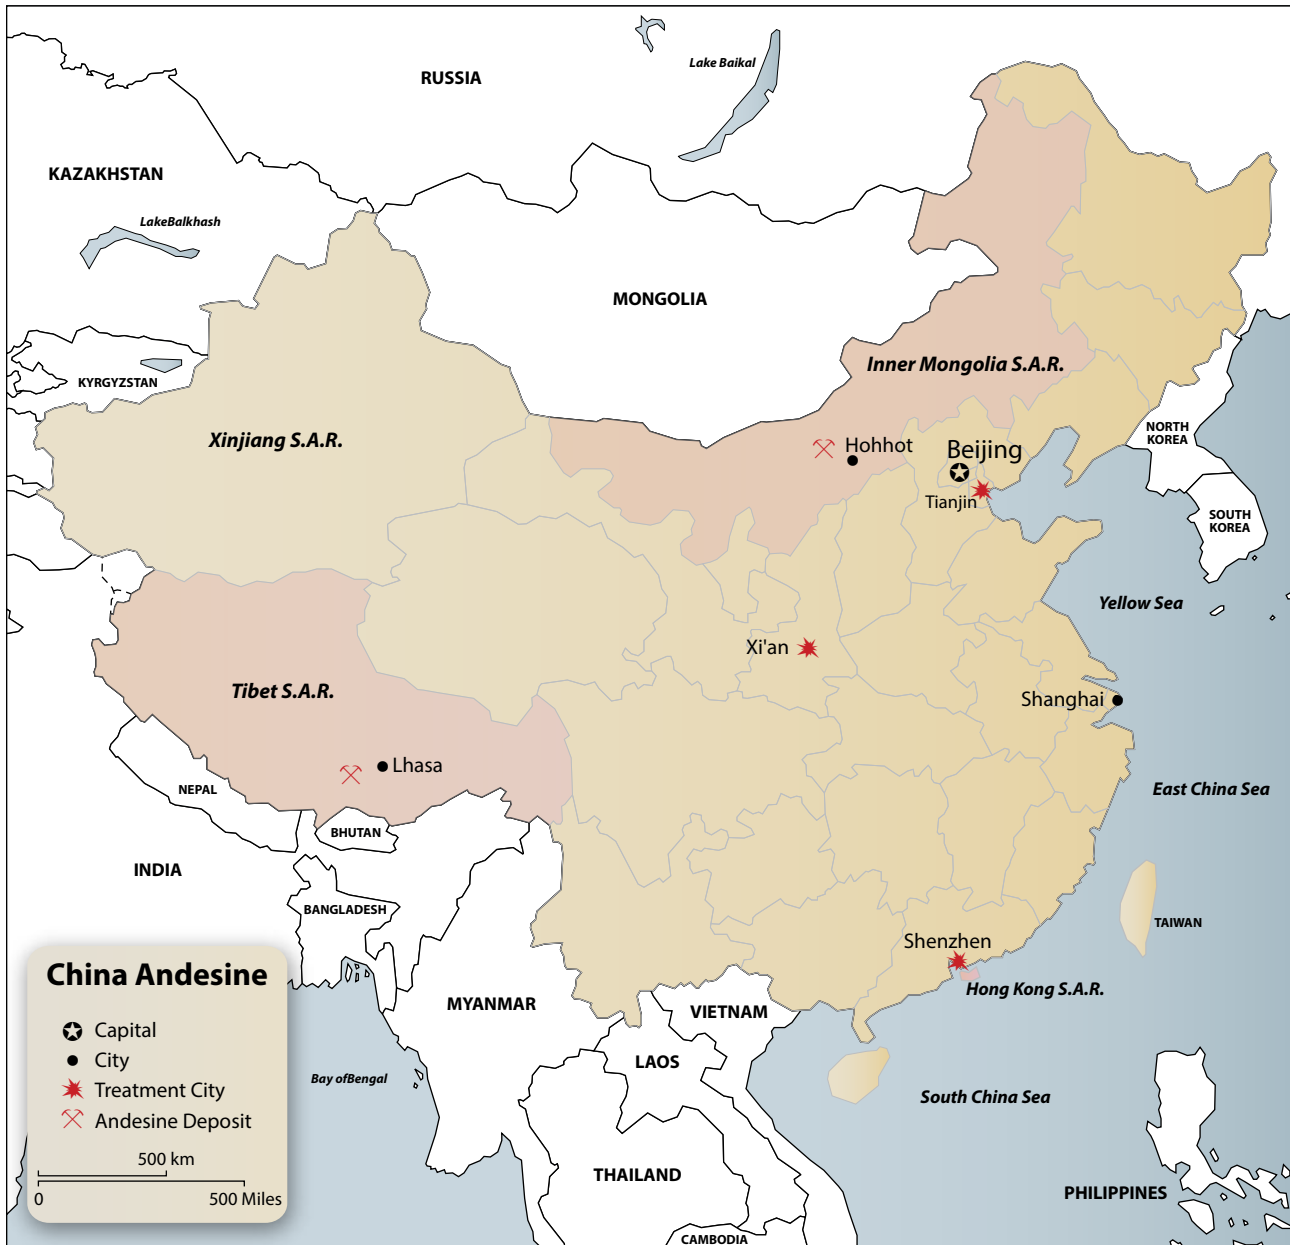 Lake Baikal
RUSSIA
KAZAKHSTAN
LakeBalkhash
MONGOLIA
Inner Mongolia S.A.R.
KYRGYZSTAN
Xinjiang S.A.R.
NORTH
KOREA
Hohhot
Beijing
Tianjin
SOUTH
KOREA
Yellow Sea
Xi'an
Tibet S.A.R.
Shanghai
Lhasa
NEPAL
East China Sea
BHUTAN
INDIA
BANGLADESH
TAIWAN
Shenzhen
Hong Kong S.A.R.
MYANMAR
VIETNAM
LAOS
Bay ofBengal
South China Sea
THAILAND
PHILIPPINES
CAMBODIA
China Andesine
Capital
City
Treatment City
Andesine Deposit
500 km
0
500 Miles